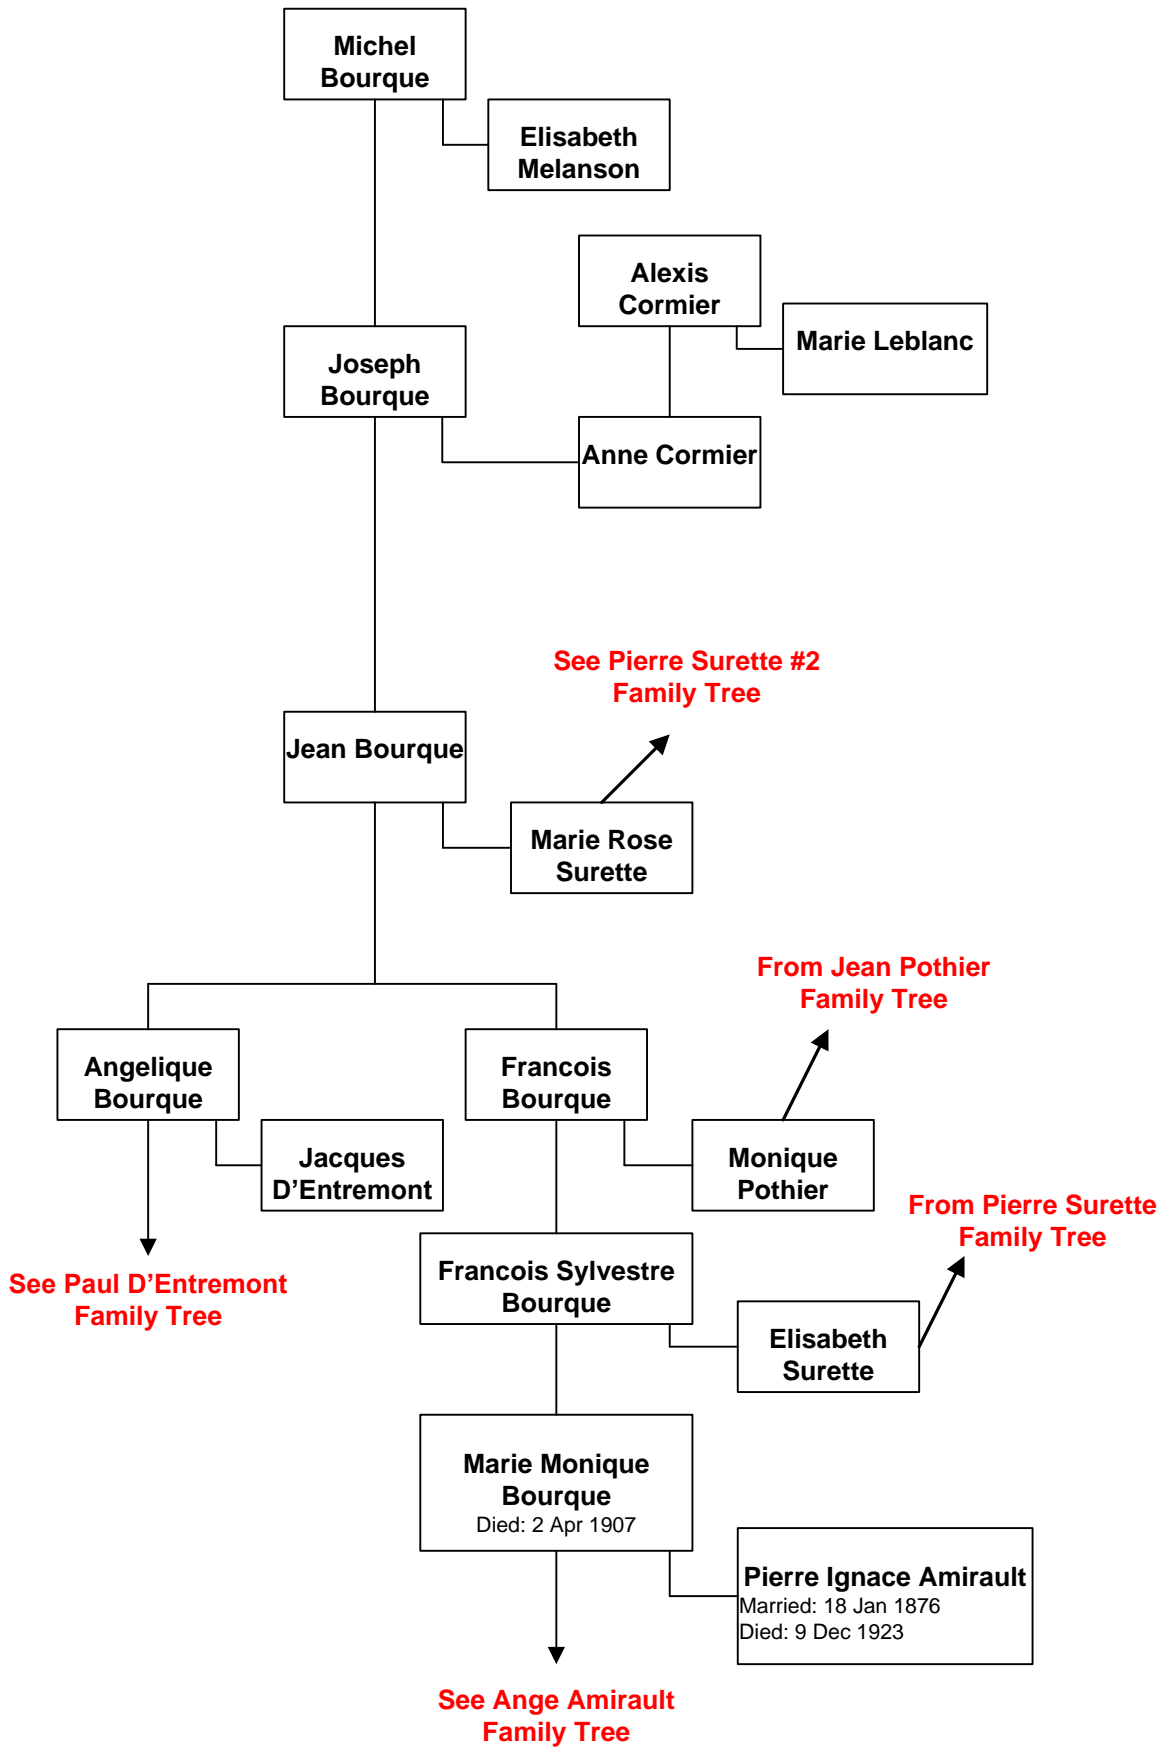 Michel
Bourque
Elisabeth
Melanson
Alexis
Cormier
Marie Leblanc
Joseph
Bourque
Anne Cormier
See Pierre Surette #2
Family Tree
Jean Bourque
Marie Rose
Surette
From Jean Pothier
Family Tree
Angelique
Bourque
Francois
Bourque
Jacques
D’Entremont
Monique
Pothier
From Pierre Surette
Family Tree
See Paul D’Entremont
Family Tree
Francois Sylvestre
Bourque
Elisabeth
Surette
Marie Monique
Bourque
Died: 2 Apr 1907
Pierre Ignace Amirault
Married: 18 Jan 1876
Died: 9 Dec 1923
See Ange Amirault
Family Tree